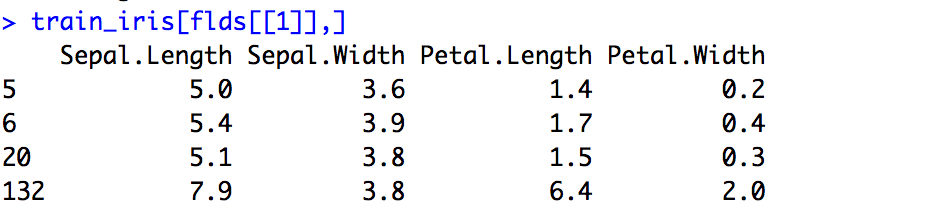 > train_iris[flds[[1]],]
Sepal.Length Sepal.Width Petal.Length Petal.Width
5 5.0 3.6 1.4 0.2
6 5.4 3.9 1.7 0.4
20 5.1 3.8 1.5 0.3
132 7.9 3.8 6.4 2.0